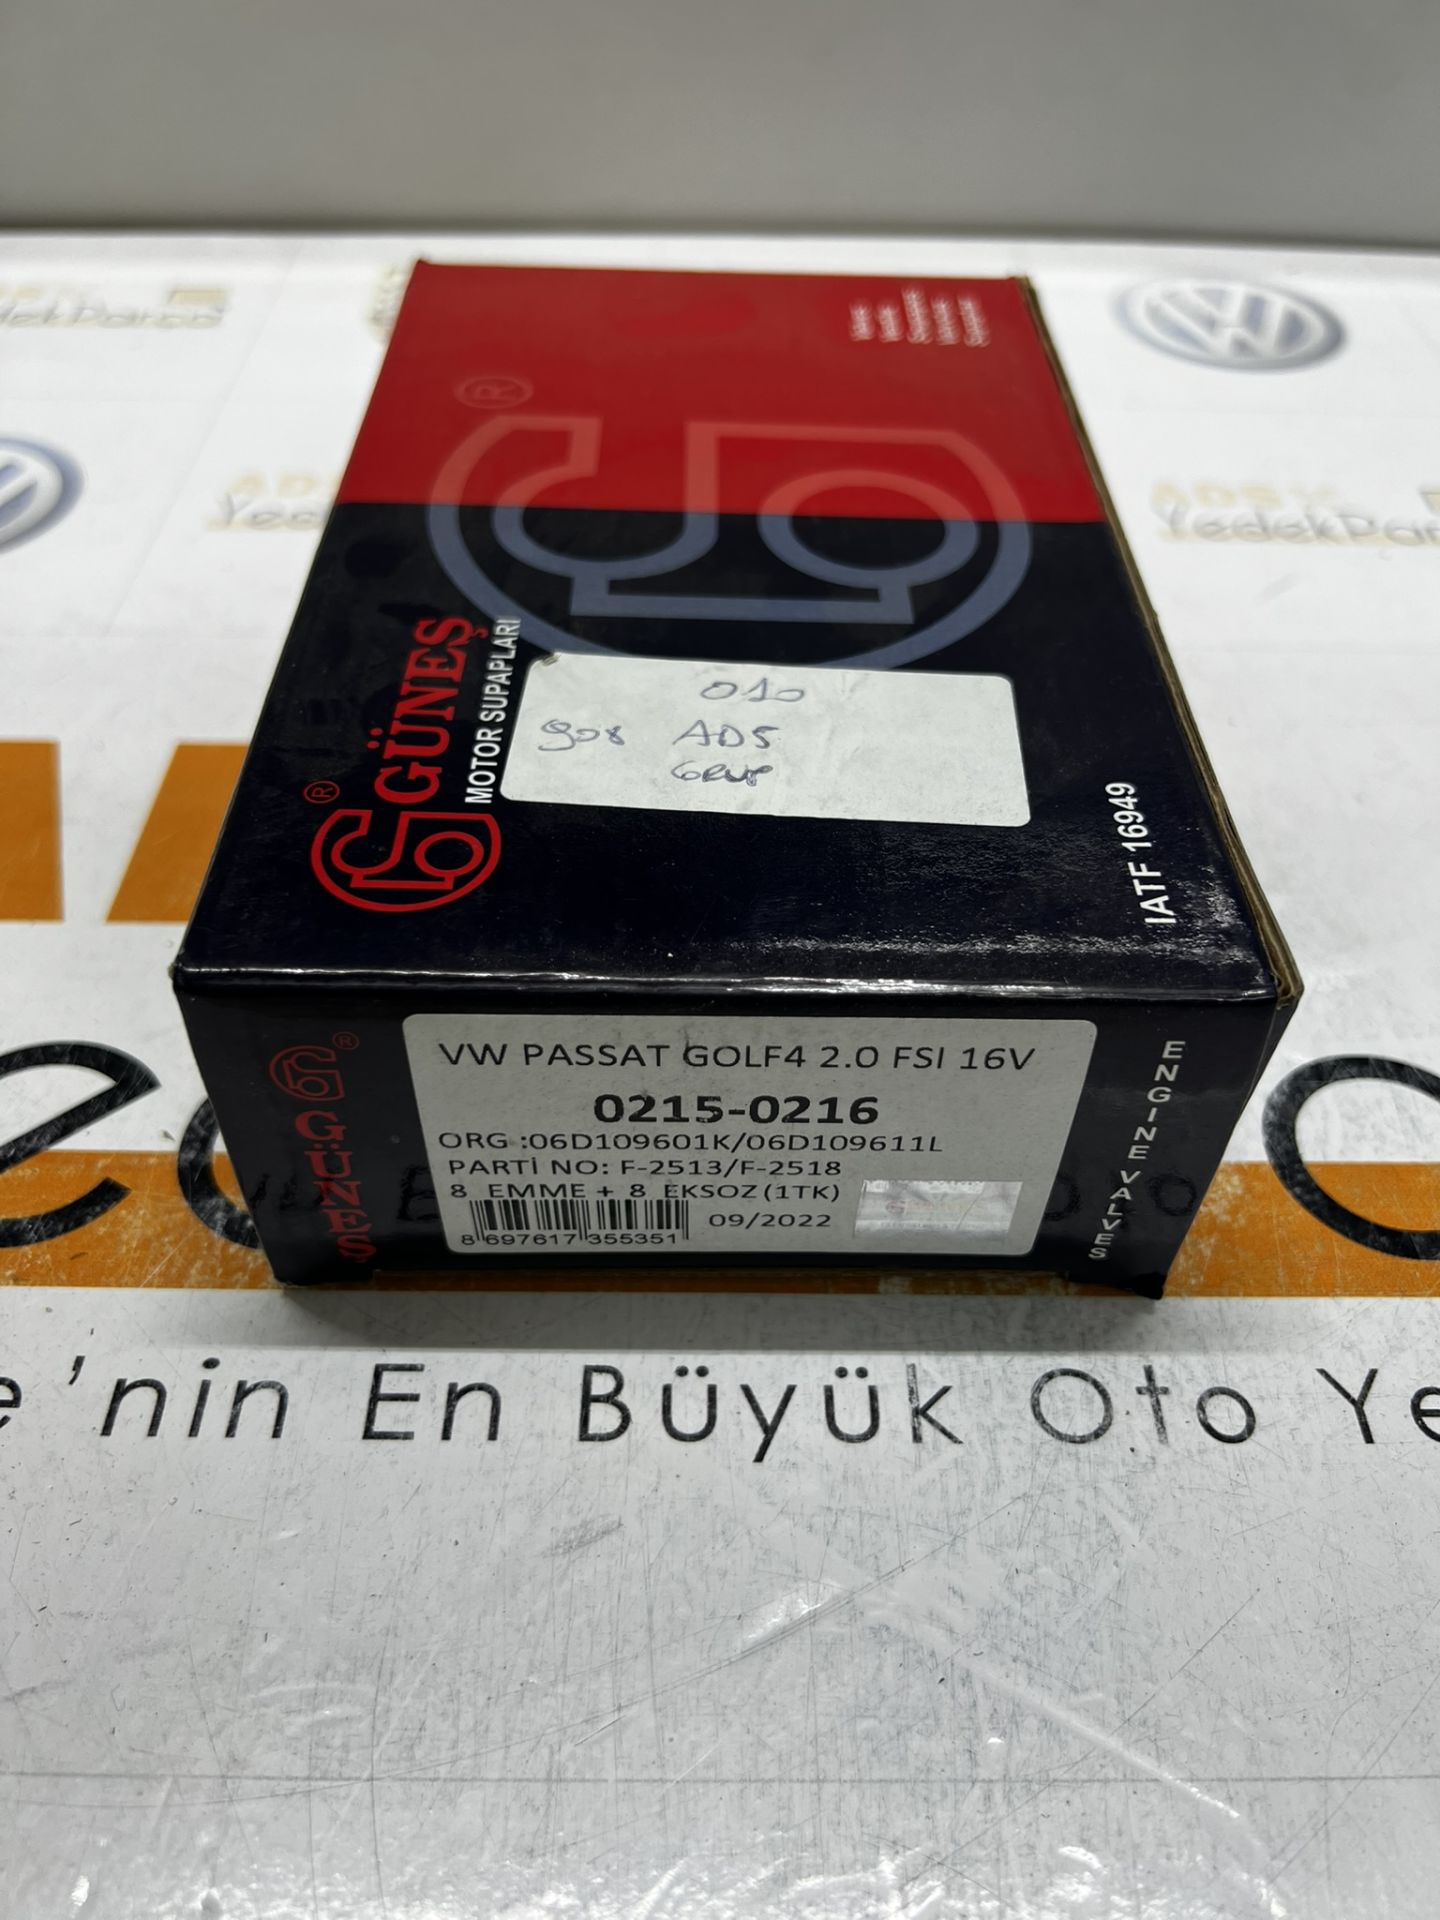 GÜNEŞ
MOTOR SUPAPLARI
®
010
908 ADS
GRUP
IATF 16949
VW PASSAT GOLF4 2.0 FSI 16V
0215-0216
ORG :06D109601K/06D109611L
PARTİ NO: F-2513/F-2518
8 EMME + 8 EKSOZ (1TK)
09/2022
8 697617 355351
® GÜNEŞ
ENGINE VALVES
e'nin En Büyük Oto Ye